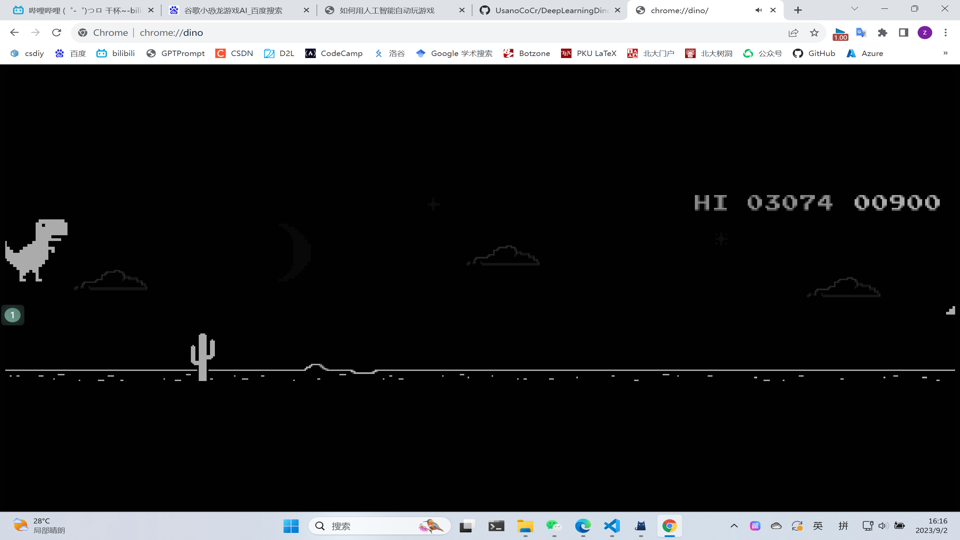 哔哩哔哩 (゜-゜)つロ 干杯~-bili
谷歌小恐龙游戏AI_百度搜索
如何用人工智能自动玩游戏
UsanoCoCr/DeepLearningDin
chrome://dino/
Chrome | chrome://dino
1.00
z
csdiy
百度
bilibili
GPTPrompt
CSDN
D2L
CodeCamp
洛谷
Google 学术搜索
Botzone
PKU LaTeX
北大门户
北大树洞
公众号
GitHub
Azure
»
HI 03074 00900
1
28°C
局部晴朗
搜索
英
拼
16:16
2023/9/2